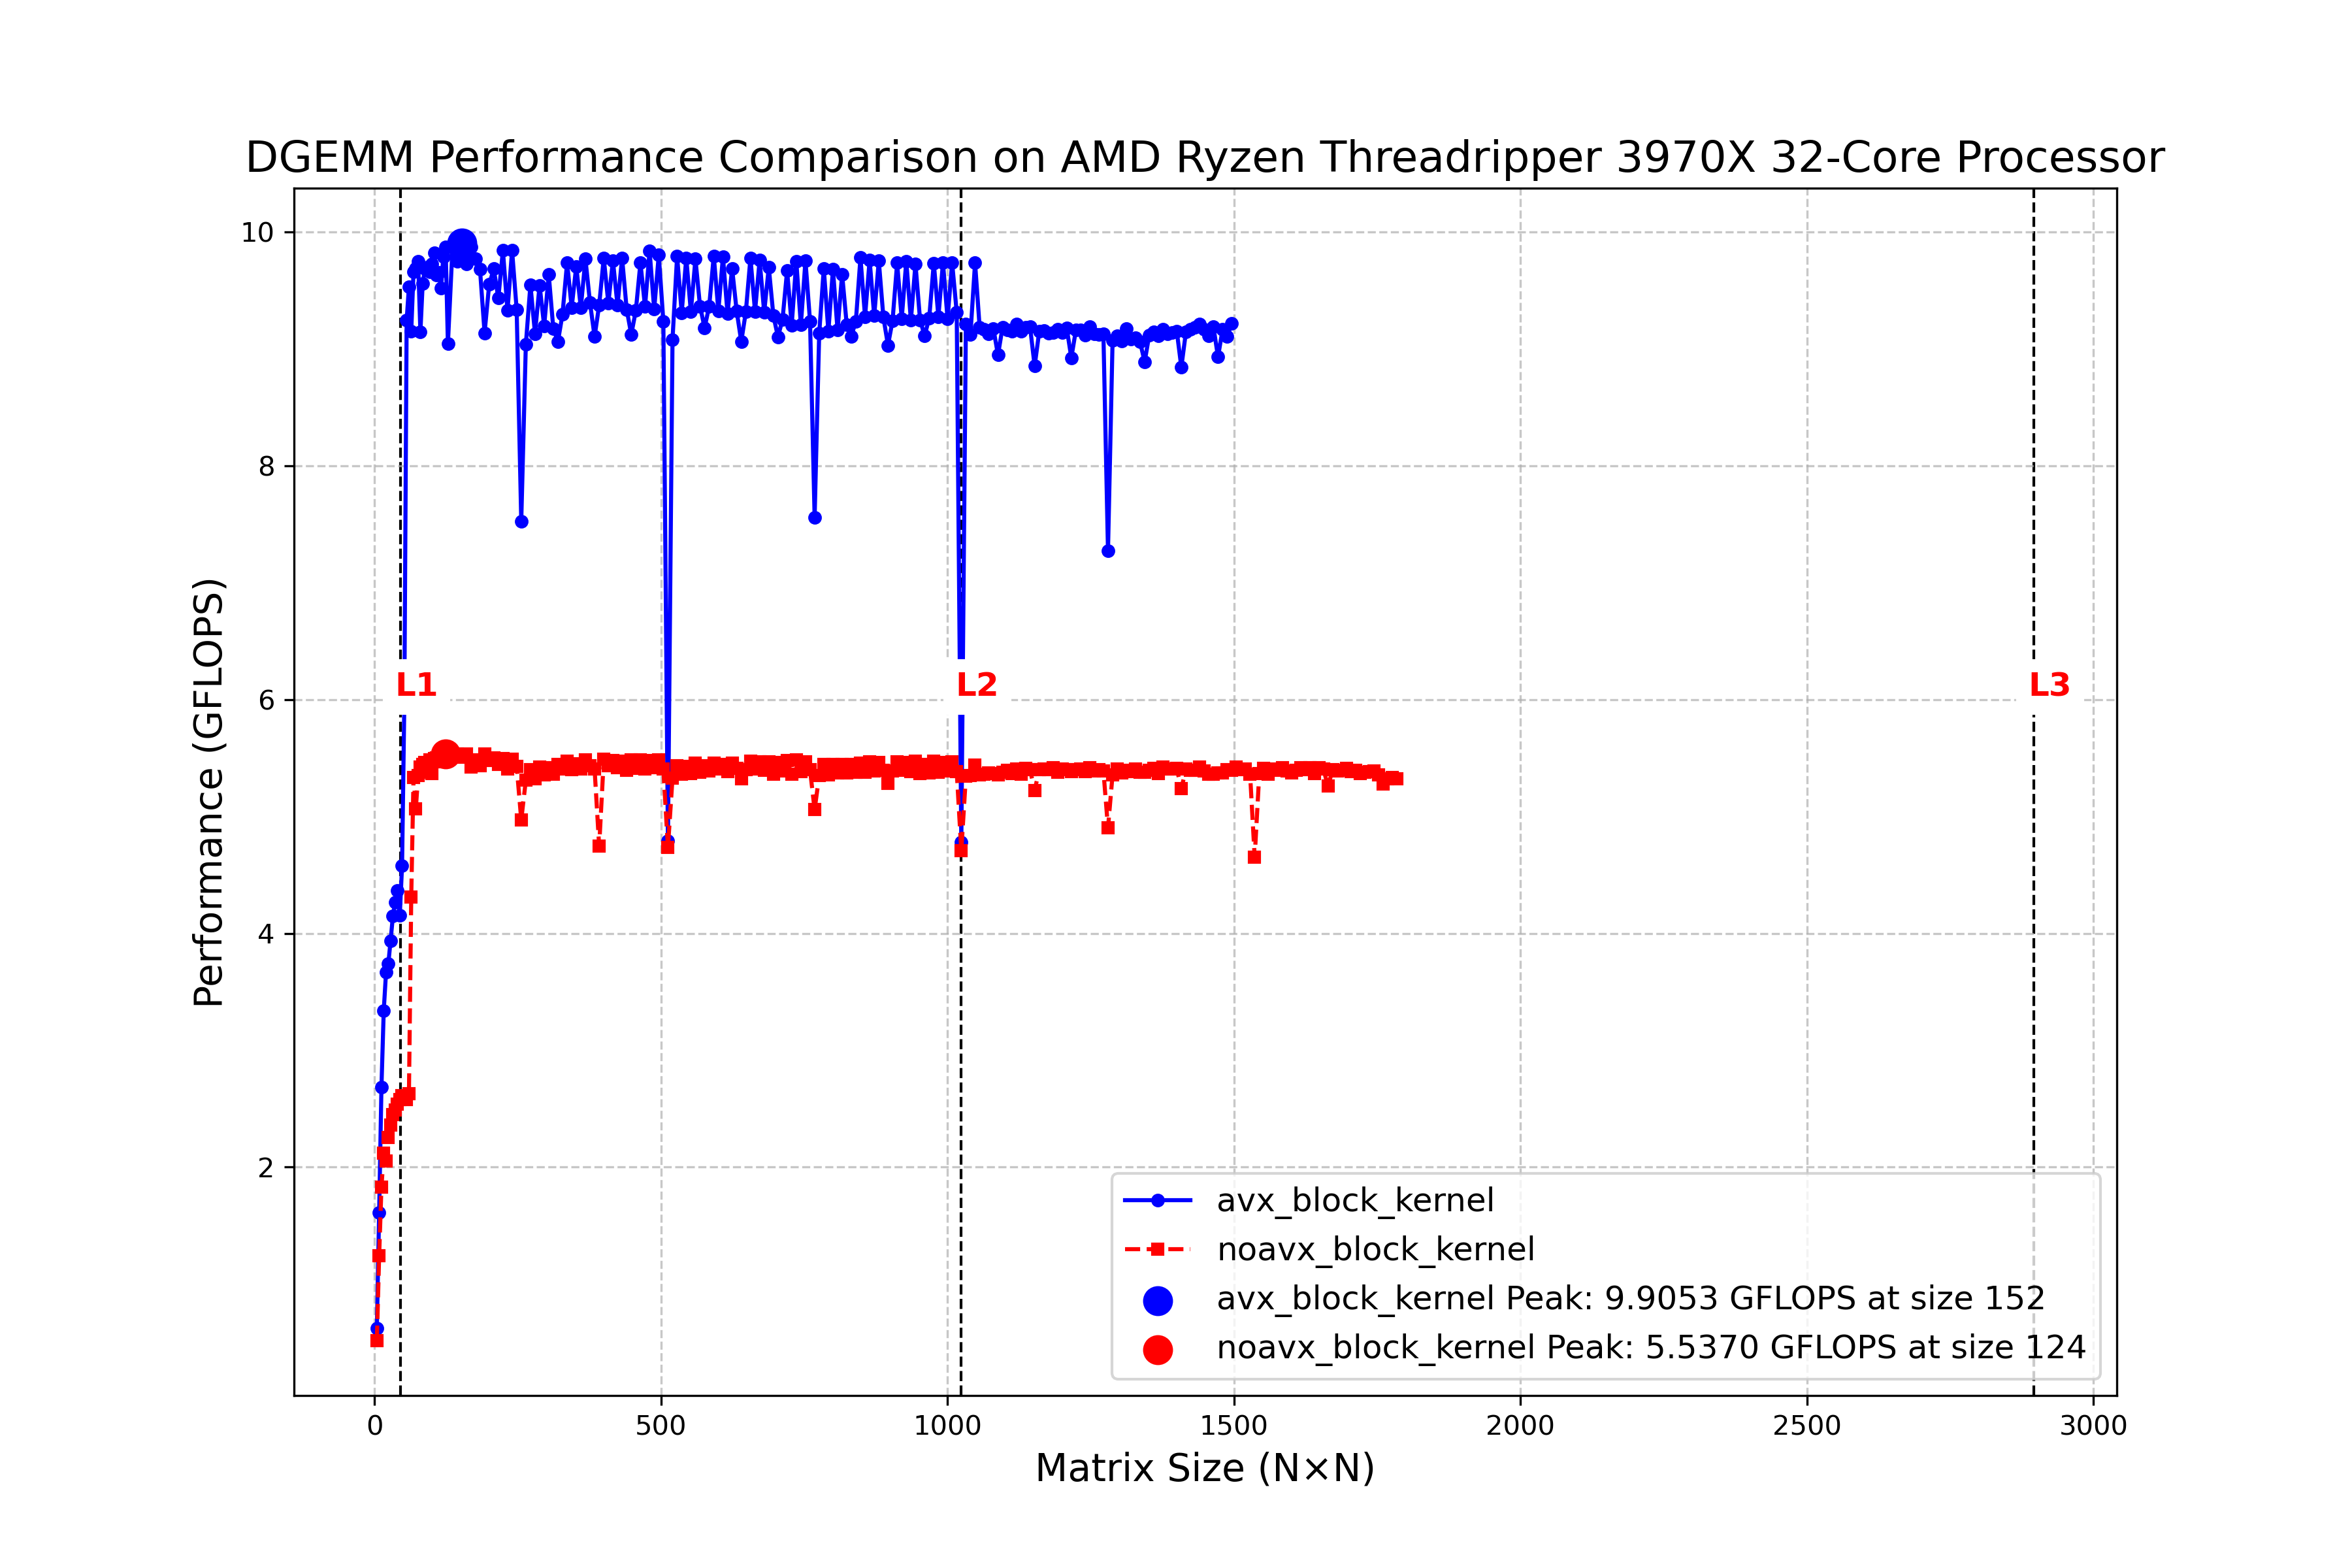 DGEMM Performance Comparison on AMD Ryzen Threadripper 3970X 32-Core Processor
Performance (GFLOPS)
10
8
6
4
2
L1
L2
L3
avx_block_kernel
noavx_block_kernel
avx_block_kernel Peak: 9.9053 GFLOPS at size 152
noavx_block_kernel Peak: 5.5370 GFLOPS at size 124
0
500
1000
1500
2000
2500
3000
Matrix Size (N×N)